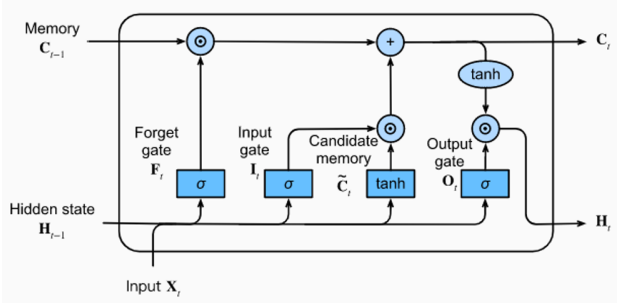 Memory
C_{t−1}
⊙
+
C_t
tanh
Forget
gate
F_t
Input
gate
I_t
Candidate
memory
C̃_t
⊙
Output
gate
O_t
⊙
σ
σ
tanh
σ
Hidden state
H_{t−1}
H_t
Input X_t